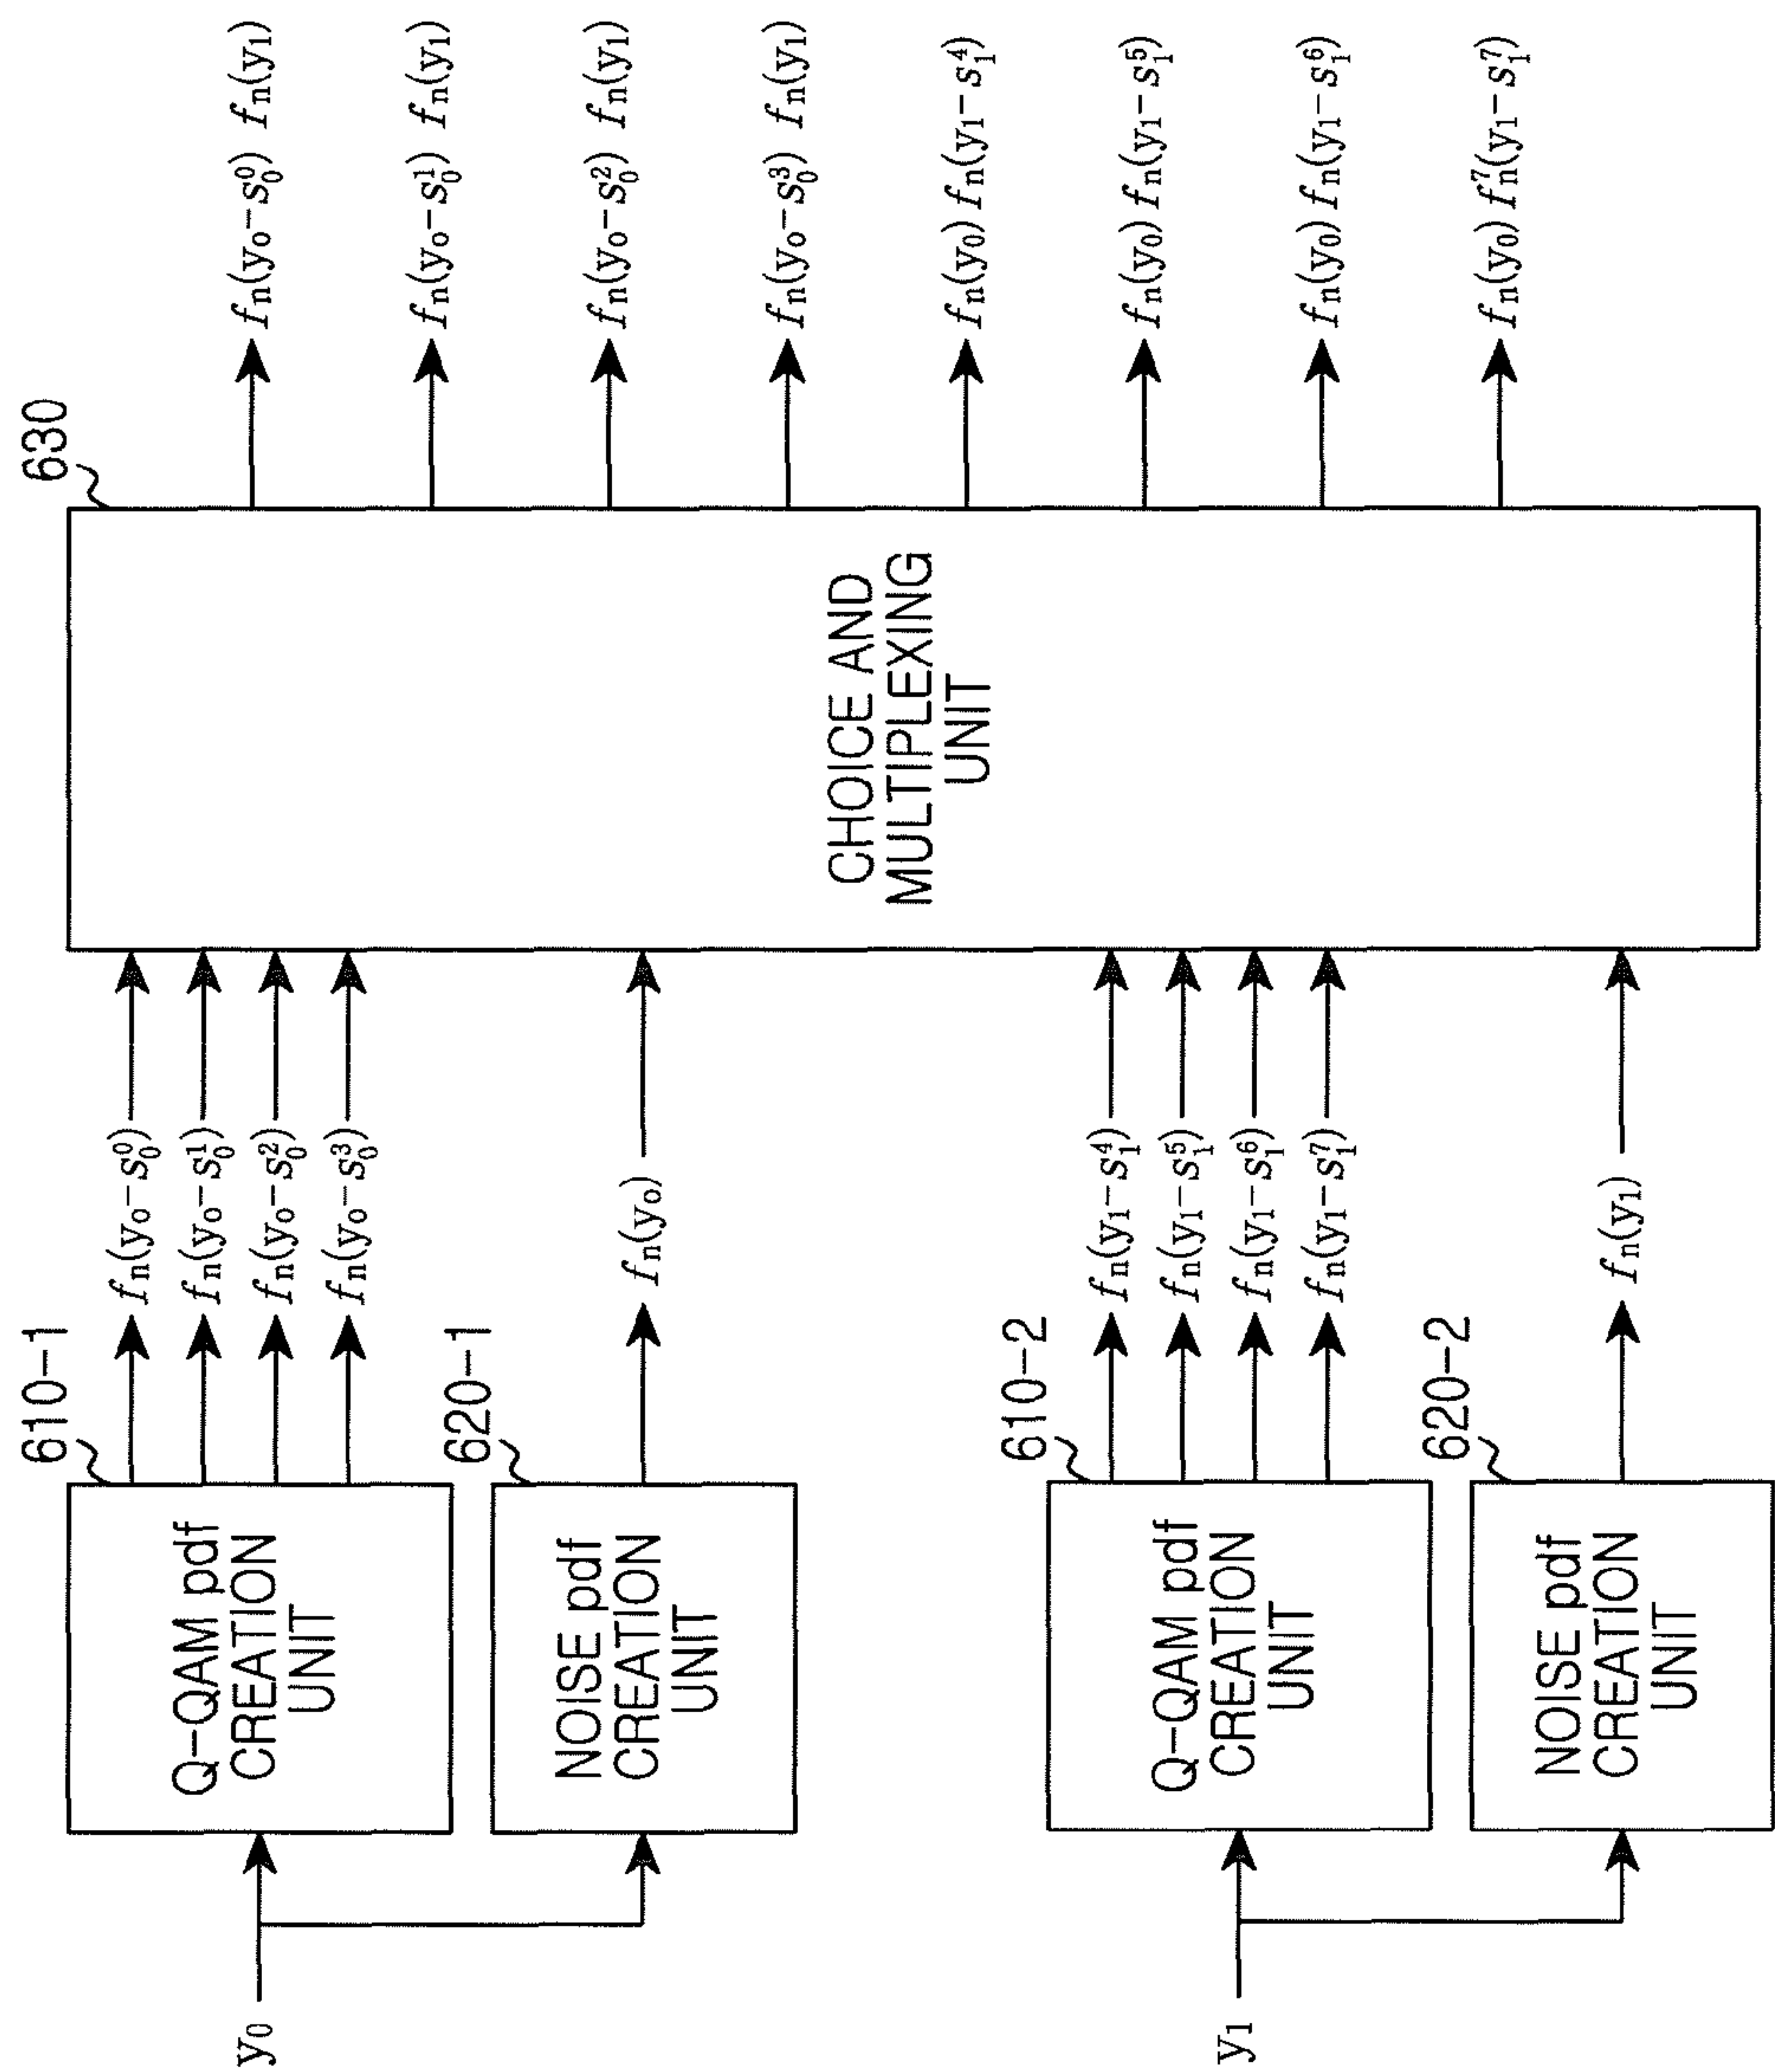 y₀
610-1
Q-QAM pdf
CREATION
UNIT
620-1
NOISE pdf
CREATION
UNIT
fₙ(y₀-s₀⁰)
fₙ(y₀-s₀¹)
fₙ(y₀-s₀²)
fₙ(y₀-s₀³)
fₙ(y₀)
y₁
610-2
Q-QAM pdf
CREATION
UNIT
620-2
NOISE pdf
CREATION
UNIT
fₙ(y₁-s₁⁴)
fₙ(y₁-s₁⁵)
fₙ(y₁-s₁⁶)
fₙ(y₁-s₁⁷)
fₙ(y₁)
630
CHOICE AND
MULTIPLEXING
UNIT
fₙ(y₀-s₀⁰) fₙ(y₁)
fₙ(y₀-s₀¹) fₙ(y₁)
fₙ(y₀-s₀²) fₙ(y₁)
fₙ(y₀-s₀³) fₙ(y₁)
fₙ(y₀) fₙ(y₁-s₁⁴)
fₙ(y₀) fₙ(y₁-s₁⁵)
fₙ(y₀) fₙ(y₁-s₁⁶)
fₙ(y₀) fₙ⁷(y₁-s₁⁷)